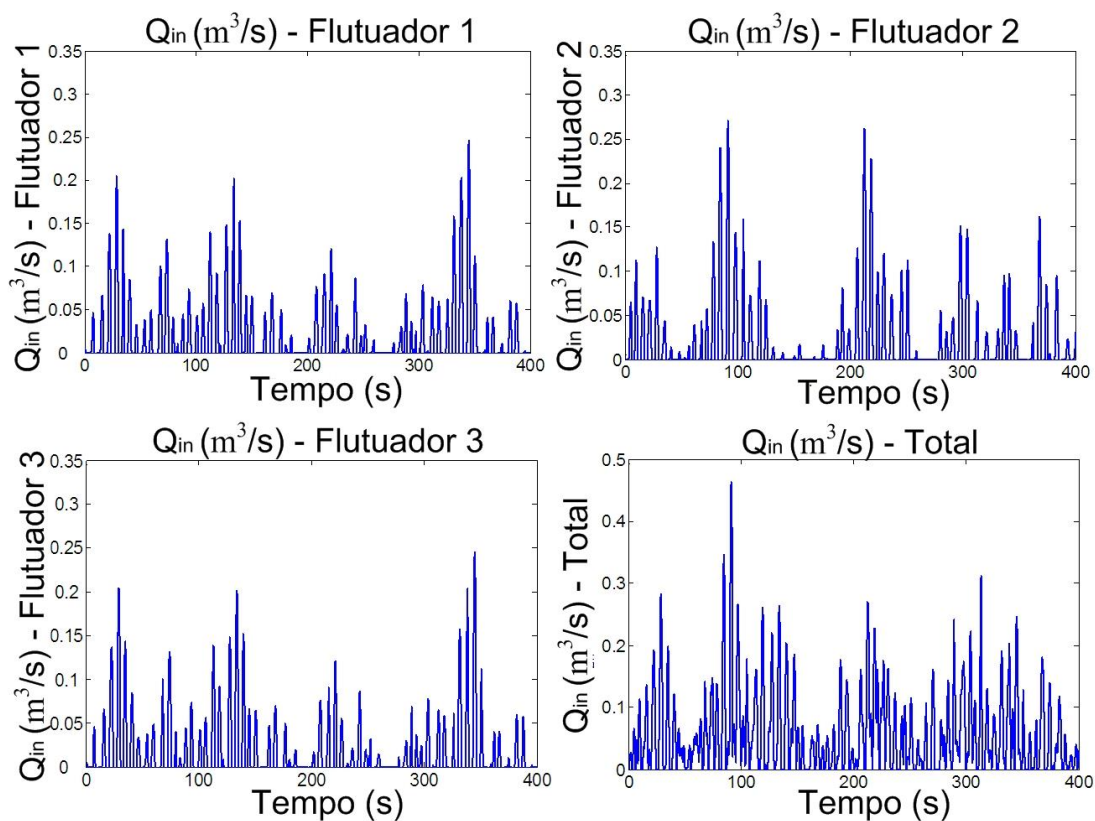 Qin (m³/s) - Flutuador 1
Qin (m³/s) - Flutuador 1
0.35
0.3
0.25
0.2
0.15
0.1
0.05
0
0 100 200 300 400
Tempo (s)
Qin (m³/s) - Flutuador 2
Qin (m³/s) - Flutuador 2
0.35
0.3
0.25
0.2
0.15
0.1
0.05
0
0 100 200 300 400
Tempo (s)
Qin (m³/s) - Flutuador 3
Qin (m³/s) - Flutuador 3
0.35
0.3
0.25
0.2
0.15
0.1
0.05
0
0 100 200 300 400
Tempo (s)
Qin (m³/s) - Total
Qin (m³/s) - Total
0.5
0.4
0.3
0.2
0.1
0
0 100 200 300 400
Tempo (s)